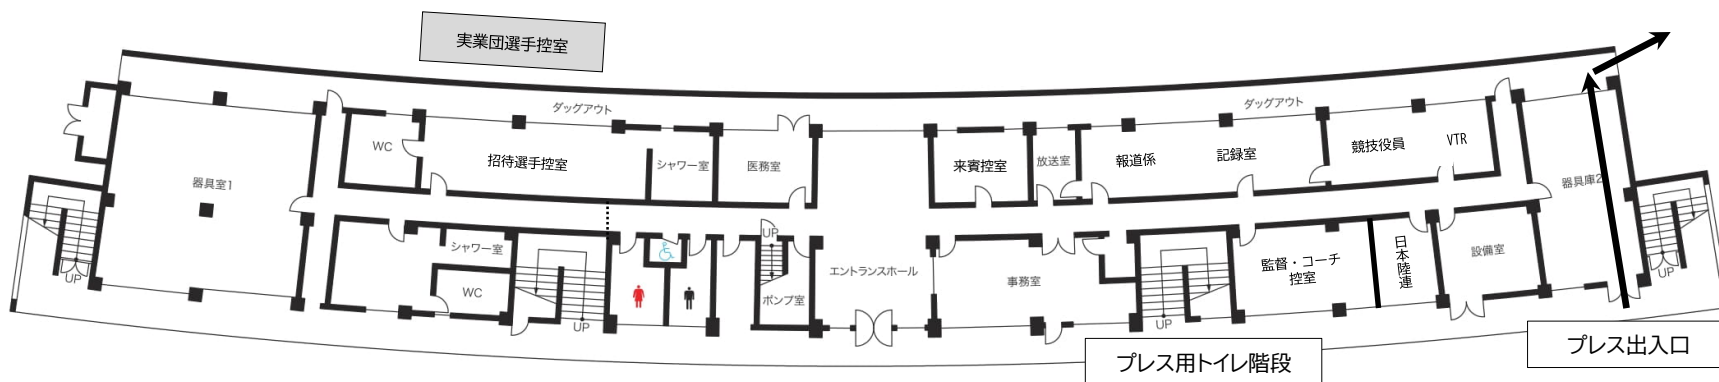 実業団選手控室
ダッグアウト
ダッグアウト
WC
招待選手控室
シャワー室
医務室
来賓控室
放送室
報道係
記録室
競技役員
VTR
器具室1
器具庫2
UP
シャワー室
WC
UP
UP
ポンプ室
エントランスホール
事務室
UP
監督・コーチ
控室
日本陸連
設備室
UP
プレス用トイレ階段
プレス出入口